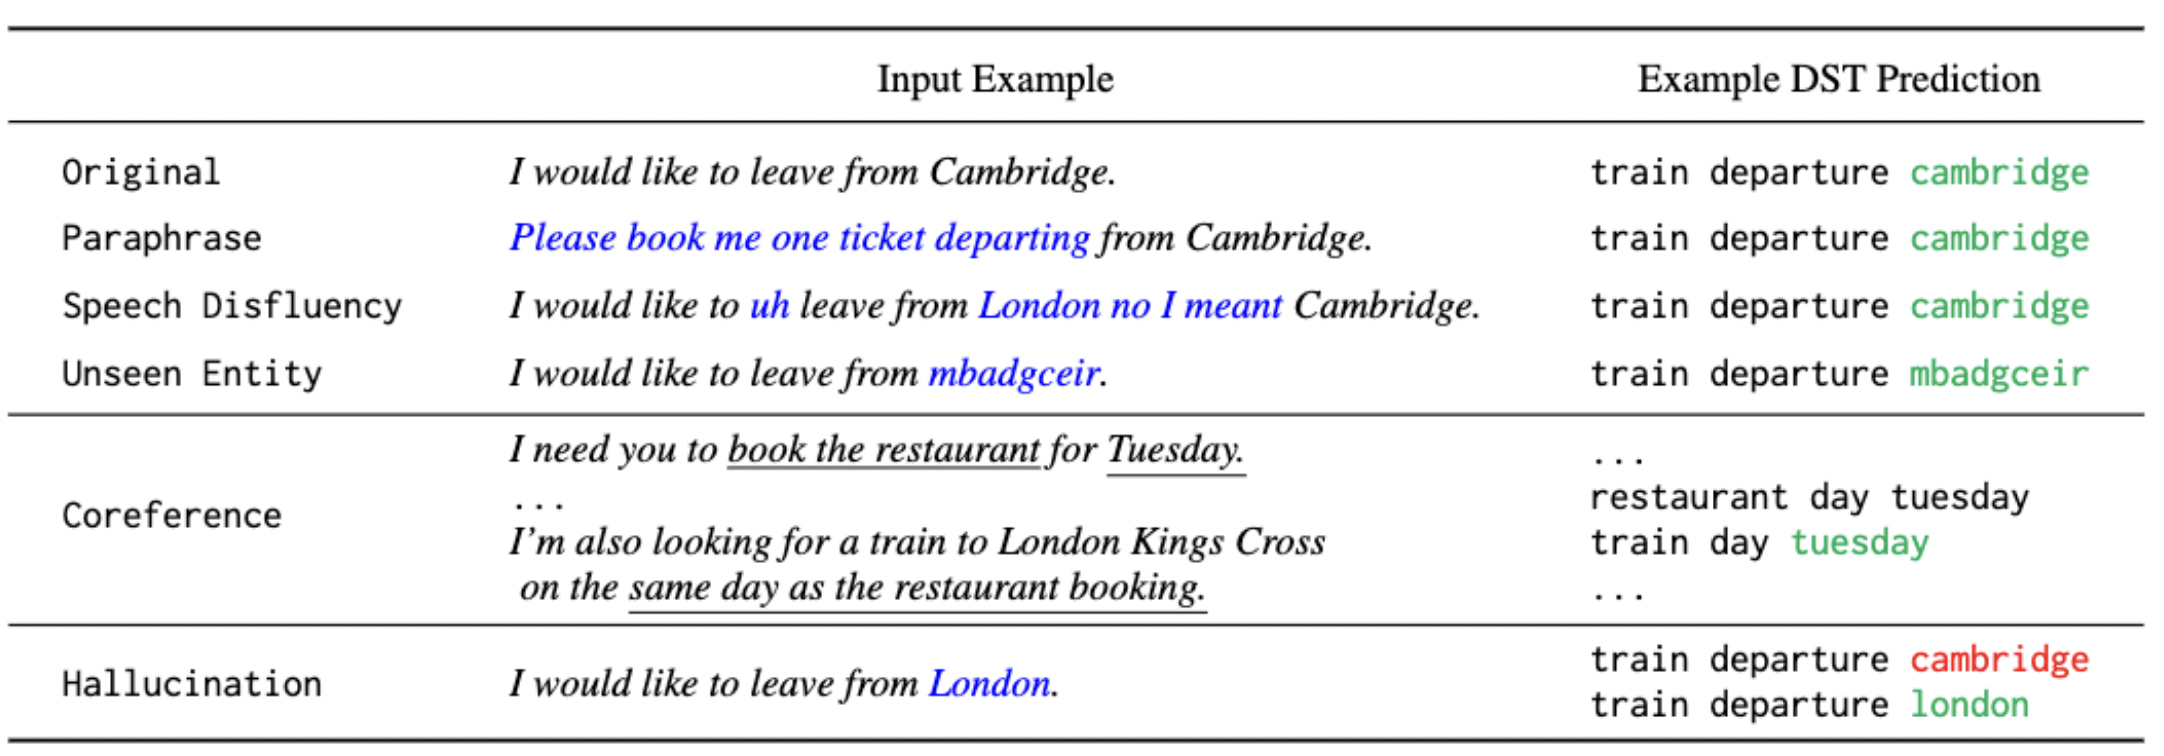 Input Example Example DST Prediction
Original I would like to leave from Cambridge. train departure cambridge
Paraphrase Please book me one ticket departing from Cambridge. train departure cambridge
Speech Disfluency I would like to uh leave from London no I meant Cambridge. train departure cambridge
Unseen Entity I would like to leave from mbadgceir. train departure mbadgceir
I need you to book the restaurant for Tuesday. ...
... restaurant day tuesday
Coreference
I'm also looking for a train to London Kings Cross train day tuesday
on the same day as the restaurant booking. ...
train departure cambridge
Hallucination I would like to leave from London.
train departure london